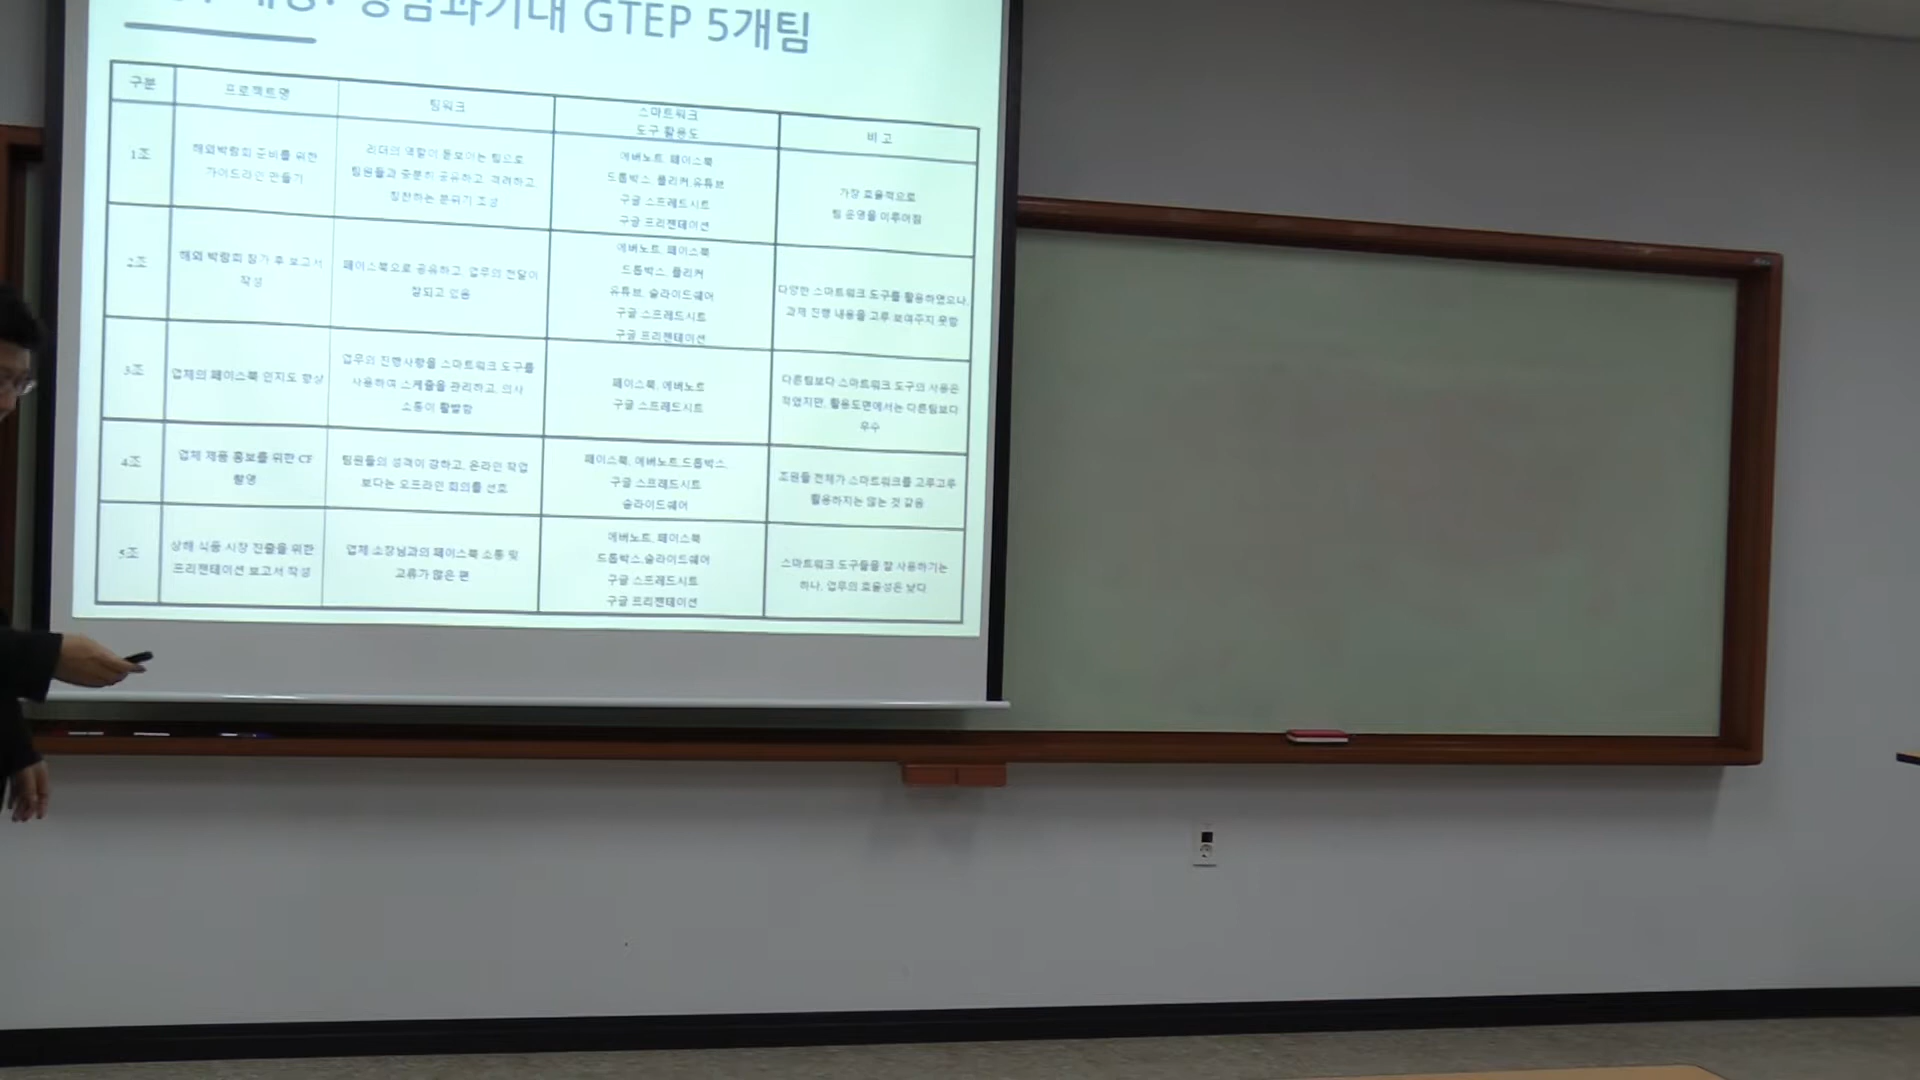 경남과기대 GTEP 5개팀
구분
프로젝트명
팀워크
스마트워크
도구 활용도
비 고
1조
해외박람회 준비를 위한
가이드라인 만들기
리더의 역할이 돋보이는 팀으로
팀원들과 충분히 공유하고, 격려하고,
칭찬하는 분위기 조성
에버노트, 페이스북
드롭박스, 플리커,유튜브
구글 스프레드시트
구글 프리젠테이션
가장 효율적으로
팀 운영을 이루어짐
2조
해외 박람회 참가 후 보고서
작성
페이스북으로 공유하고, 업무의 전달이
잘되고 있음
에버노트, 페이스북
드롭박스, 플리커
유튜브, 슬라이드쉐어
구글 스프레드시트
구글 프리젠테이션
다양한 스마트워크 도구를 활용하였으나,
과제 진행 내용을 고루 보여주지 못함
3조
업체의 페이스북 인지도 향상
업무의 진행사항을 스마트워크 도구를
사용하여 스케줄을 관리하고, 의사
소통이 활발함
페이스북, 에버노트
구글 스프레드시트
다른팀보다 스마트워크 도구의 사용은
적였지만, 활용도면에서는 다른팀보다
우수
4조
업체 제품 홍보를 위한 CF
촬영
팀원들의 성격이 강하고, 온라인 작업
보다는 오프라인 회의를 선호
페이스북, 에버노트,드롭박스,
구글 스프레드시트
슬라이드쉐어
조원들 전체가 스마트워크를 고루고루
활용하지는 않는 것 같음
5조
상해 식품 시장 진출을 위한
프리젠테이션 보고서 작성
업체 소장님과의 페이스북 소통 및
교류가 많은 편
에버노트, 페이스북
드롭박스,슬라이드쉐어
구글 스프레드시트
구글 프리젠테이션
스마트워크 도구들을 잘 사용하기는
하나, 업무의 효율성은 낮다